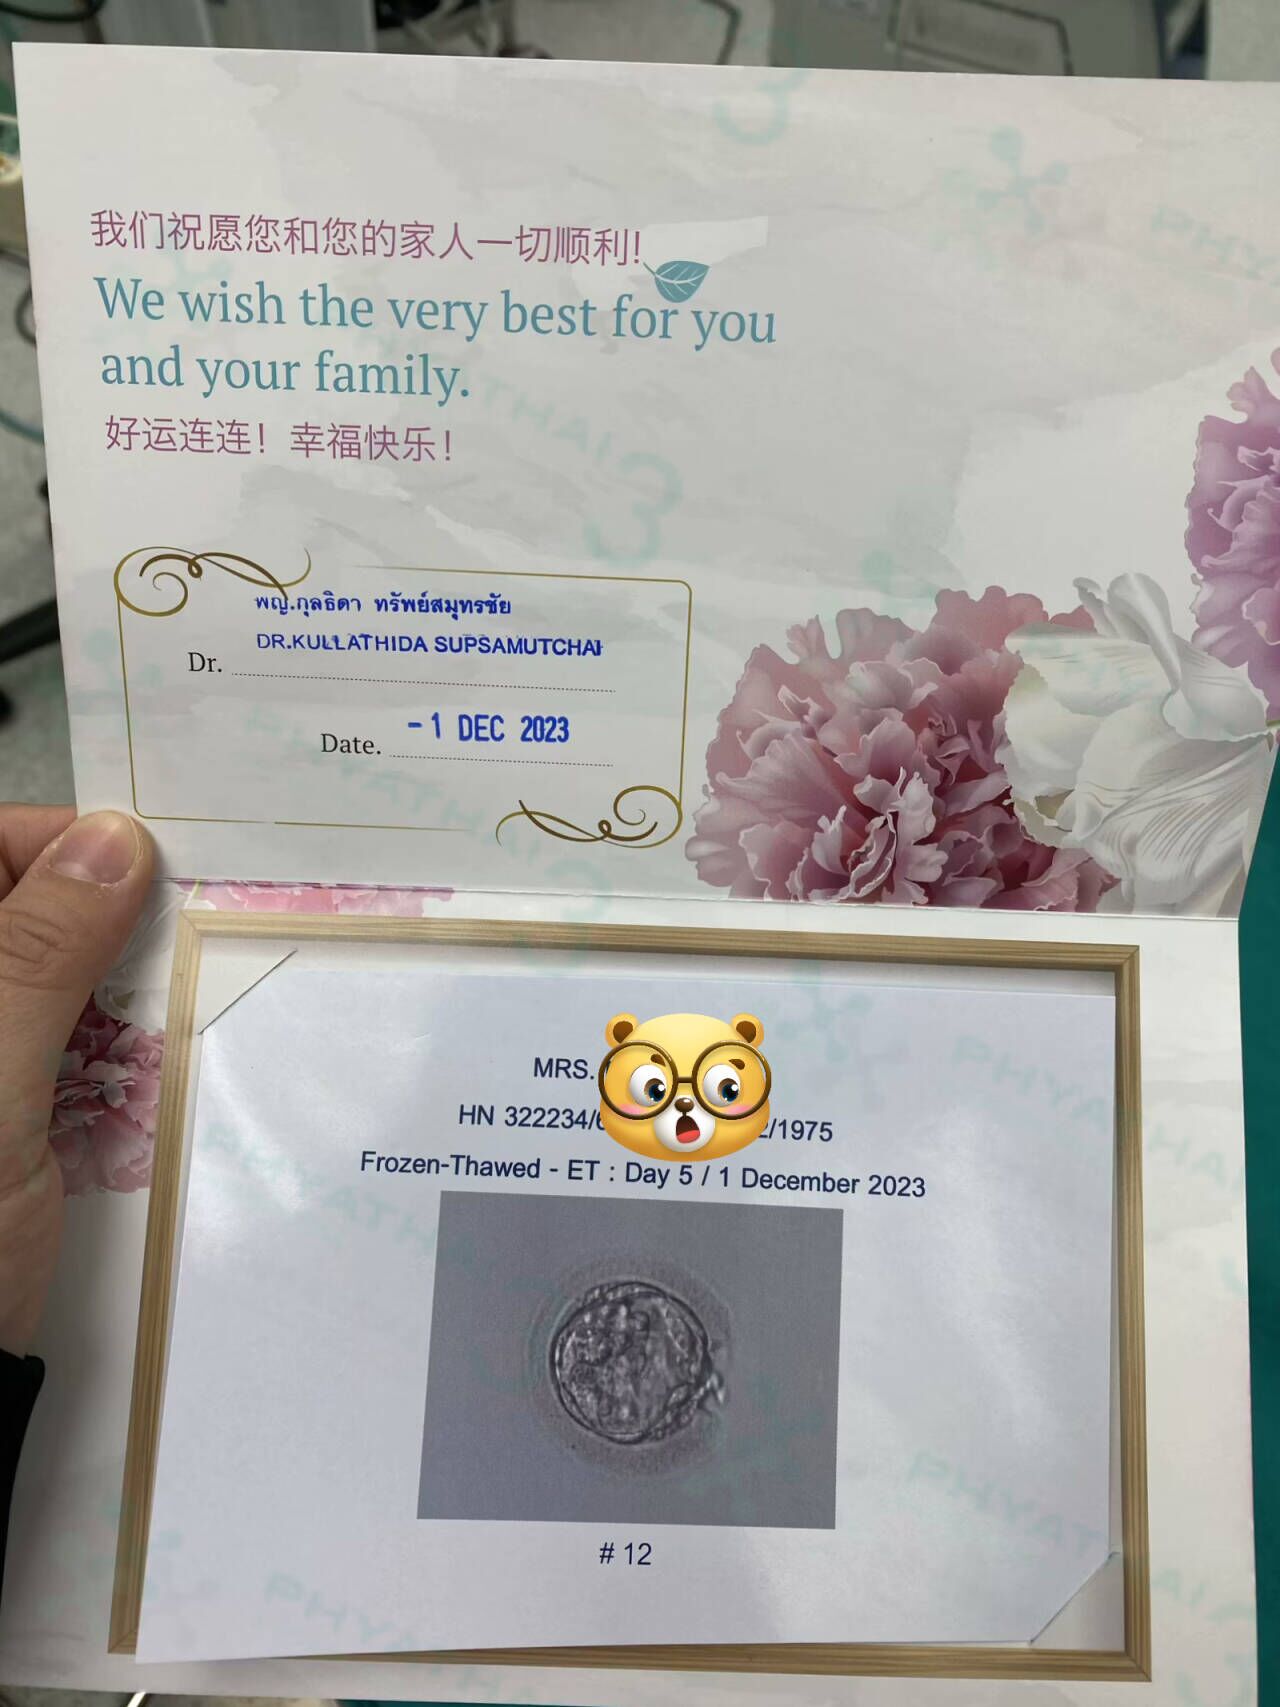 我们祝愿您和您的家人一切顺利!
We wish the very best for you
and your family.
好运连连！幸福快乐！
พญ.กุลธิดา ทรัพย์สมุทรชัย
DR.KULLATHIDA SUPSAMUTCHAI
Dr.
- 1 DEC 2023
Date.
MRS.
HN 322234/ /1975
Frozen-Thawed - ET : Day 5 / 1 December 2023
# 12